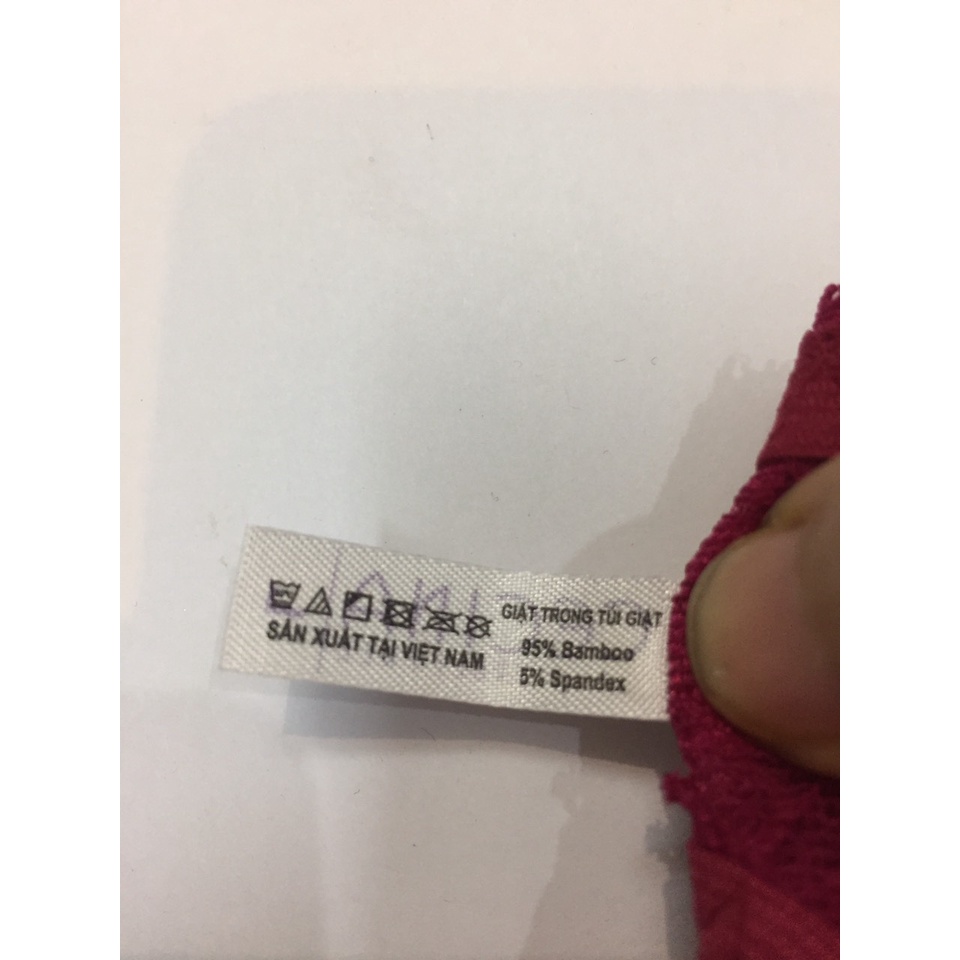 GIẶT TRONG TÚI GIẶT
95% Bamboo
5% Spandex
SẢN XUẤT TẠI VIỆT NAM